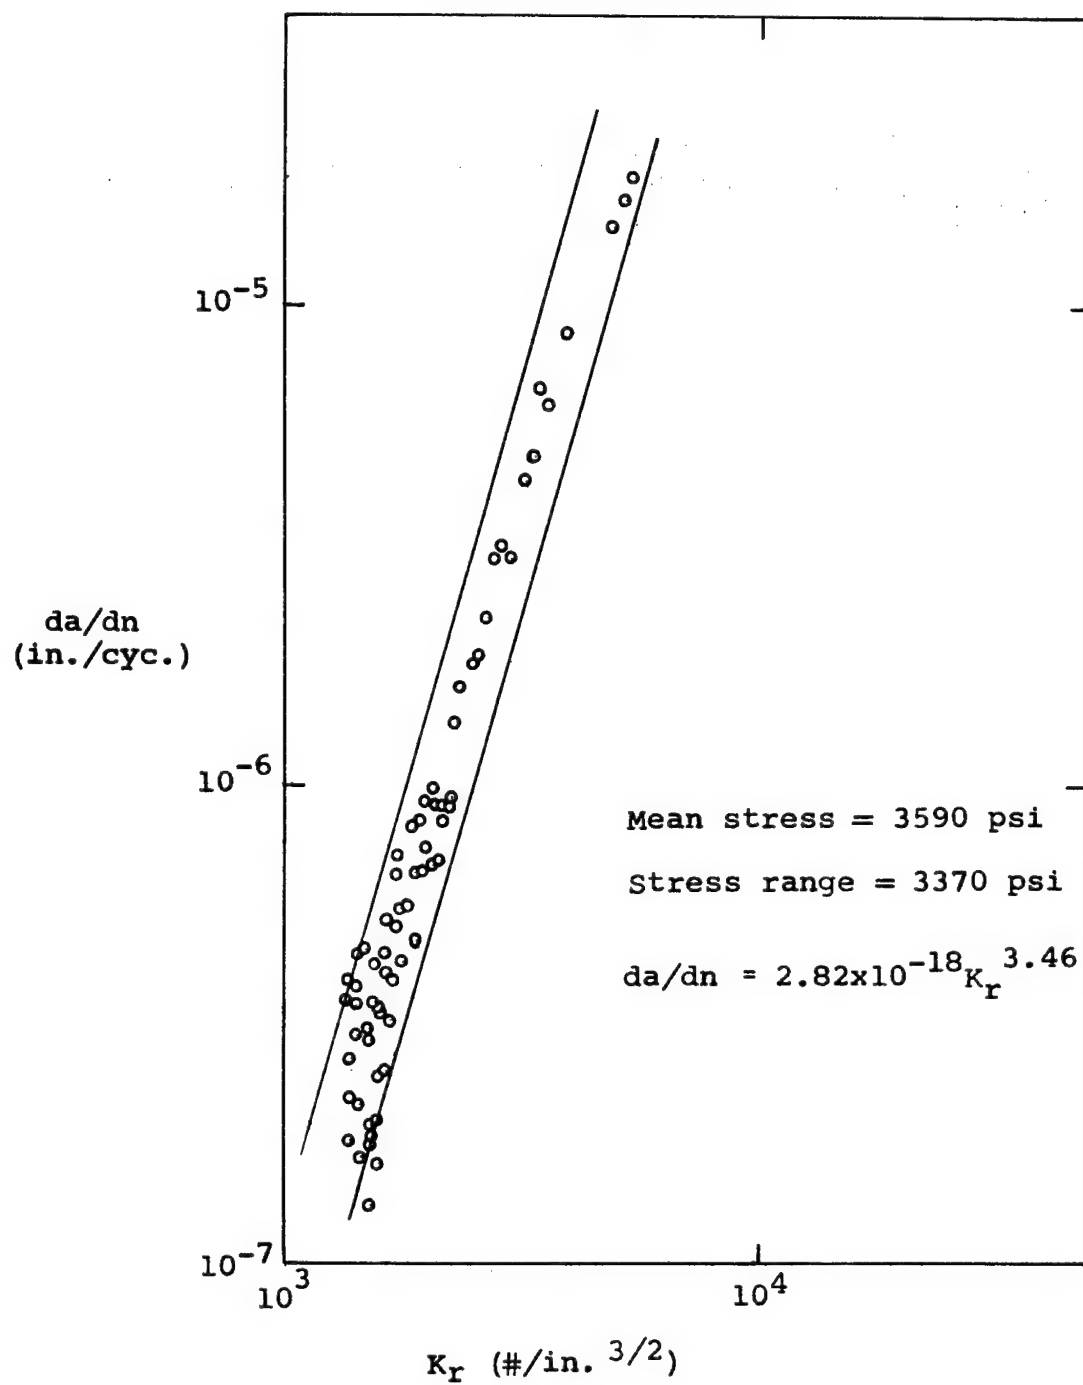 10^-5
da/dn
(in./cyc.)
10^-6
Mean stress = 3590 psi
Stress range = 3370 psi
da/dn = 2.82x10^-18 K_r^3.46
10^-7
10^3
10^4
K_r (#/in.^3/2)